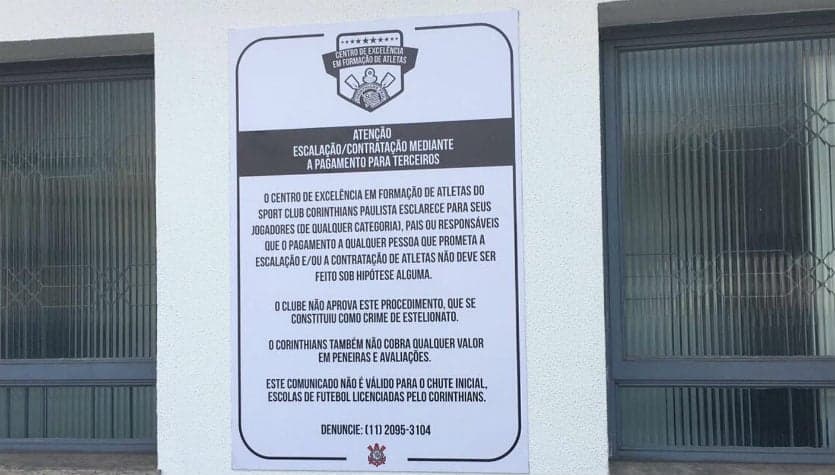 CENTRO DE EXCELÊNCIA
EM FORMAÇÃO DE ATLETAS
ATENÇÃO
ESCALAÇÃO/CONTRATAÇÃO MEDIANTE
A PAGAMENTO PARA TERCEIROS
O CENTRO DE EXCELÊNCIA EM FORMAÇÃO DE ATLETAS DO
SPORT CLUB CORINTHIANS PAULISTA ESCLARECE PARA SEUS
JOGADORES (DE QUALQUER CATEGORIA), PAIS OU RESPONSÁVEIS
QUE O PAGAMENTO A QUALQUER PESSOA QUE PROMETA A
ESCALAÇÃO E/OU A CONTRATAÇÃO DE ATLETAS NÃO DEVE SER
FEITO SOB HIPÓTESE ALGUMA.
O CLUBE NÃO APROVA ESTE PROCEDIMENTO, QUE SE
CONSTITUIU COMO CRIME DE ESTELIONATO.
O CORINTHIANS TAMBÉM NÃO COBRA QUALQUER VALOR
EM PENEIRAS E AVALIAÇÕES.
ESTE COMUNICADO NÃO É VÁLIDO PARA O CHUTE INICIAL,
ESCOLAS DE FUTEBOL LICENCIADAS PELO CORINTHIANS.
DENUNCIE: (11) 2095-3104